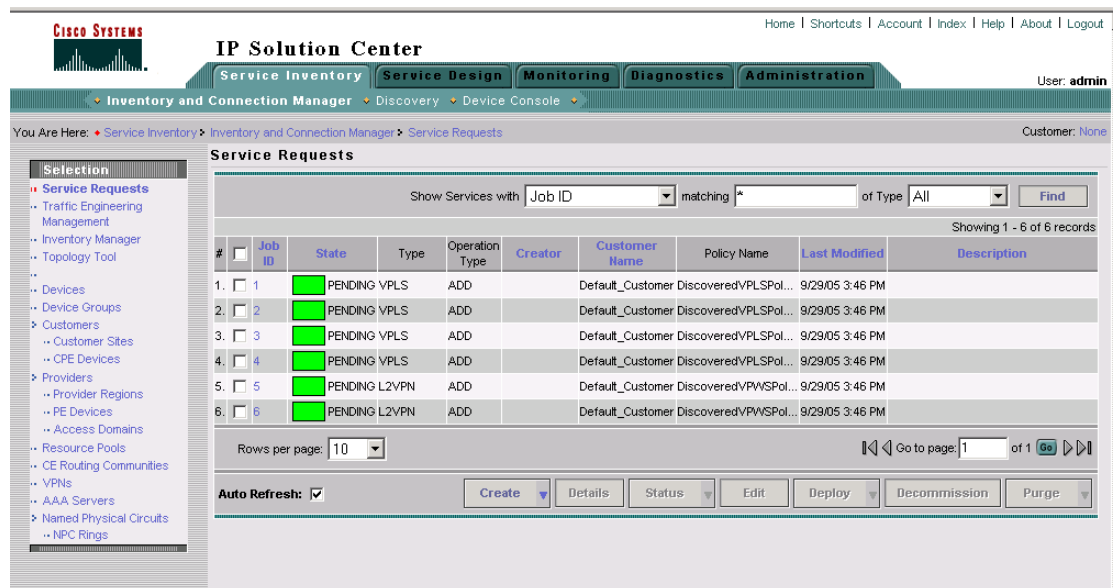 CISCO SYSTEMS
Home | Shortcuts | Account | Index | Help | About | Logout
IP Solution Center
Service Inventory Service Design Monitoring Diagnostics Administration
User: admin
Inventory and Connection Manager Discovery Device Console
You Are Here: Service Inventory Inventory and Connection Manager Service Requests
Customer: None
Selection
Service Requests
Traffic Engineering
Management
Inventory Manager
Topology Tool
Devices
Device Groups
Customers
Customer Sites
CPE Devices
Providers
Provider Regions
PE Devices
Access Domains
Resource Pools
CE Routing Communities
VPNs
AAA Servers
Named Physical Circuits
NPC Rings
Service Requests
Show Services with Job ID matching * of Type All Find
Showing 1 - 6 of 6 records
# Job ID State Type Operation Type Creator Customer Name Policy Name Last Modified Description
1. 1 PENDING VPLS ADD Default_Customer DiscoveredVPLSPol... 9/29/05 3:46 PM
2. 2 PENDING VPLS ADD Default_Customer DiscoveredVPLSPol... 9/29/05 3:46 PM
3. 3 PENDING VPLS ADD Default_Customer DiscoveredVPLSPol... 9/29/05 3:46 PM
4. 4 PENDING VPLS ADD Default_Customer DiscoveredVPLSPol... 9/29/05 3:46 PM
5. 5 PENDING L2VPN ADD Default_Customer DiscoveredVPWSPol... 9/29/05 3:46 PM
6. 6 PENDING L2VPN ADD Default_Customer DiscoveredVPWSPol... 9/29/05 3:46 PM
Rows per page: 10
Go to page: 1 of 1 Go
Auto Refresh:
Create Details Status Edit Deploy Decommission Purge